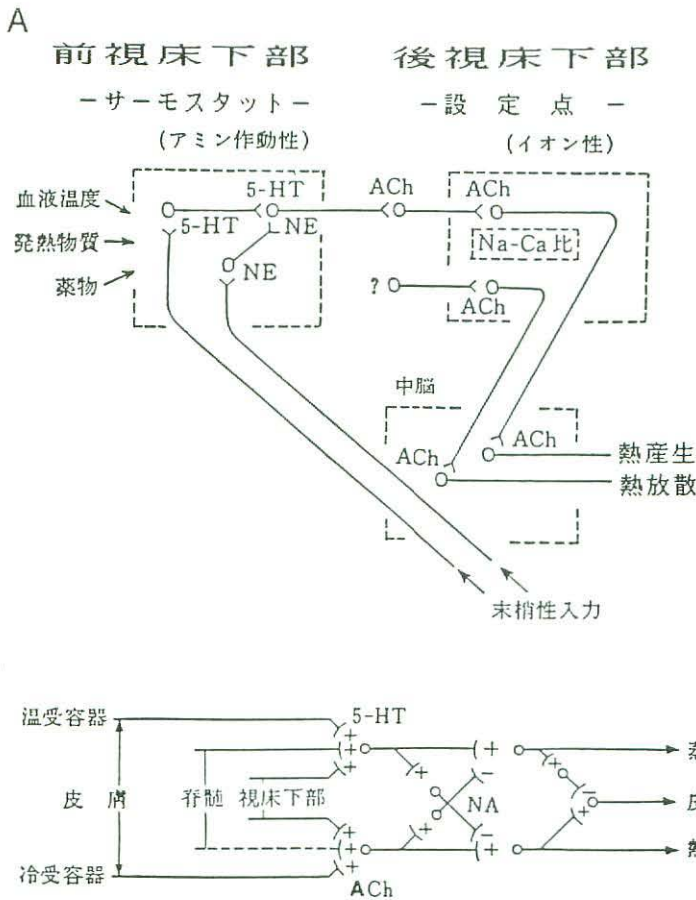 A
前視床下部 後視床下部
－サーモスタット－ －設定点－
(アミン作動性) (イオン性)
5-HT ACh ACh
血液温度
5-HT NE
発熱物質 Na-Ca比
NE
薬物 ?
ACh
中脳
ACh
ACh 熱産生
熱放散
末梢性入力
温受容器 5-HT
+
+ + +
+ + -
皮膚 脊髄 視床下部 NA -
+ + - +
+ +
冷受容器 +
ACh